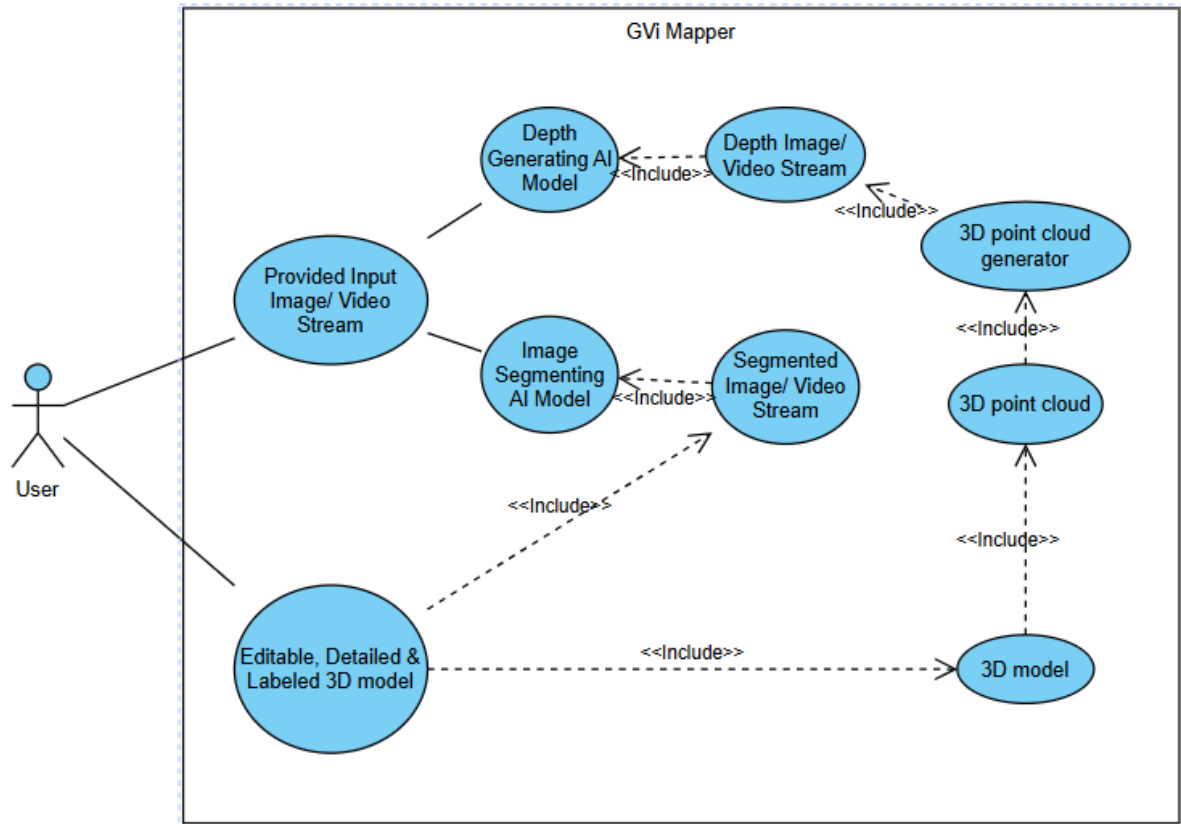 GVi Mapper
Depth
Generating AI
Model
<<Include>>
Depth Image/
Video Stream
<<Include>>
3D point cloud
generator
Provided Input
Image/ Video
Stream
<<Include>>
Image
Segmenting
AI Model
<<Include>>
Segmented
Image/ Video
Stream
3D point cloud
User
<<Include>>
<<Include>>
Editable, Detailed &
Labeled 3D model
<<Include>>
3D model